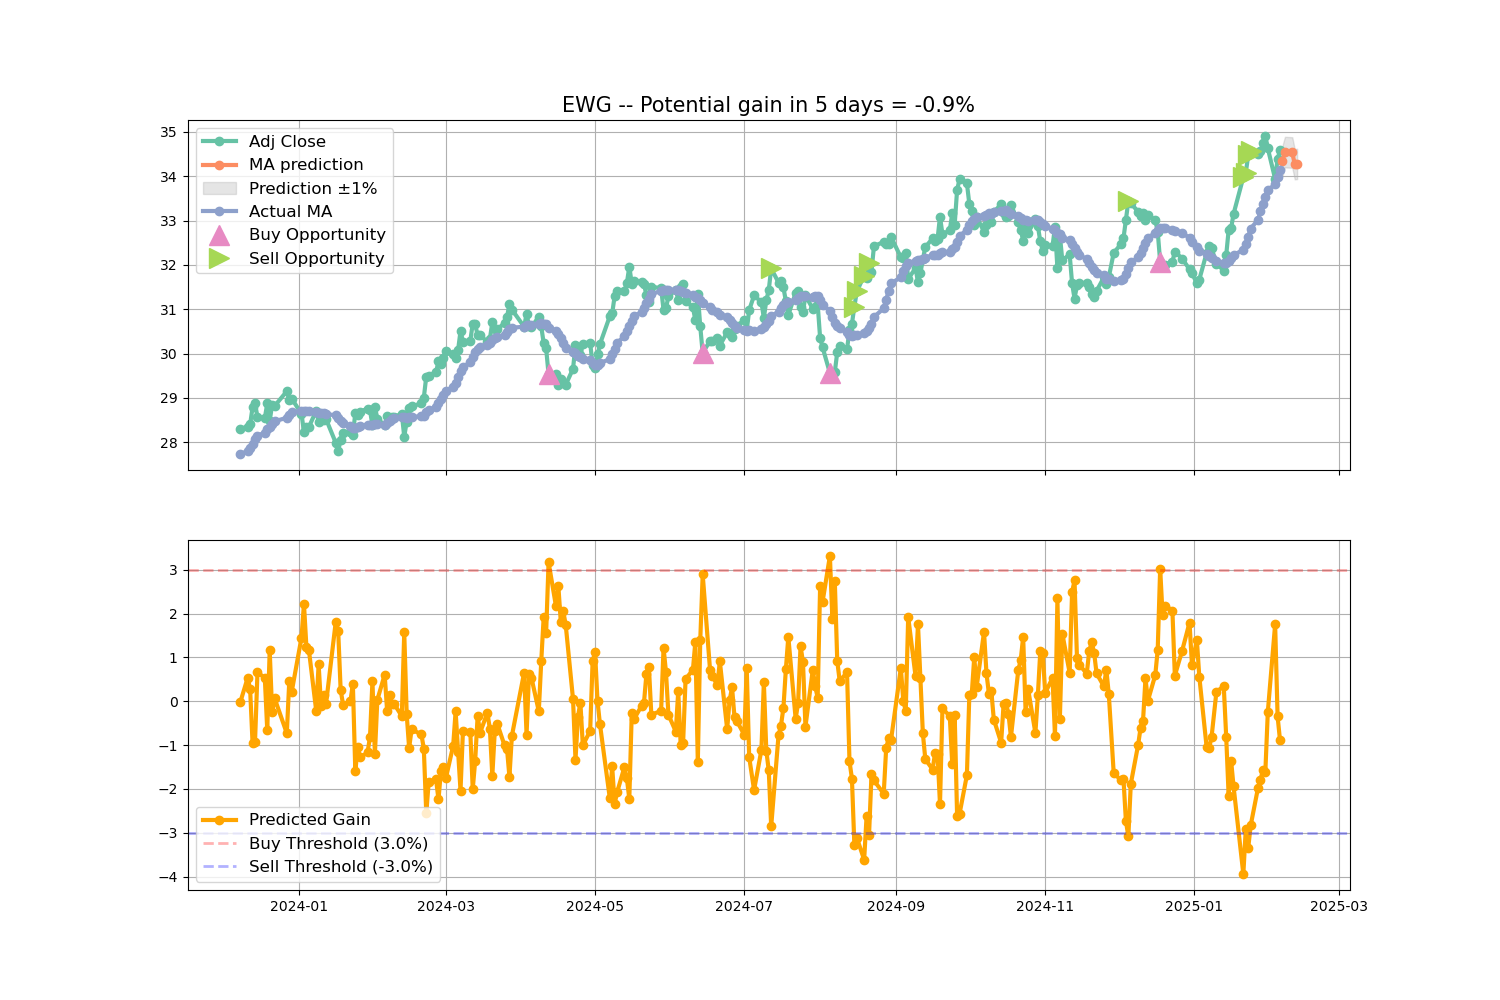 EWG -- Potential gain in 5 days = -0.9%
35
34
33
32
31
30
29
28
Adj Close
MA prediction
Prediction ±1%
Actual MA
Buy Opportunity
Sell Opportunity
3
2
1
0
−1
−2
−3
−4
Predicted Gain
Buy Threshold (3.0%)
Sell Threshold (-3.0%)
2024-01
2024-03
2024-05
2024-07
2024-09
2024-11
2025-01
2025-03